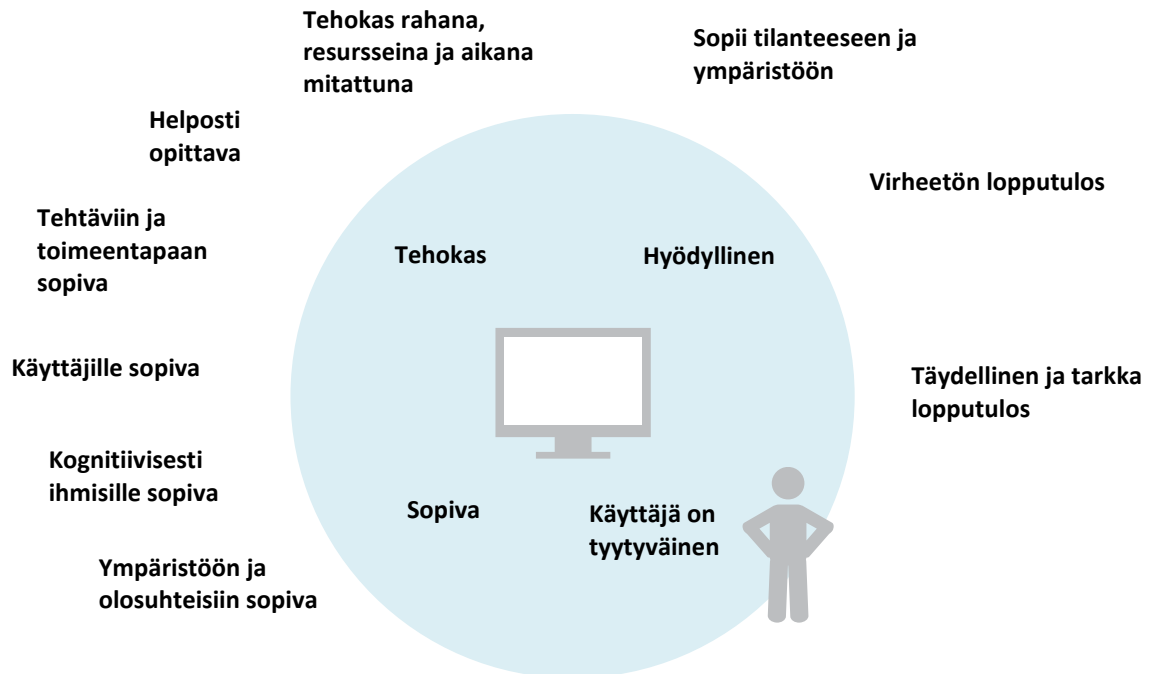 Tehokas rahana,
resursseina ja aikana
mitattuna
Sopii tilanteeseen ja
ympäristöön
Helposti
opittava
Virheetön lopputulos
Tehtäviin ja
toimeentapaan
sopiva
Tehokas
Hyödyllinen
Käyttäjille sopiva
Täydellinen ja tarkka
lopputulos
Kognitiivisesti
ihmisille sopiva
Sopiva
Käyttäjä on
tyytyväinen
Ympäristöön ja
olosuhteisiin sopiva